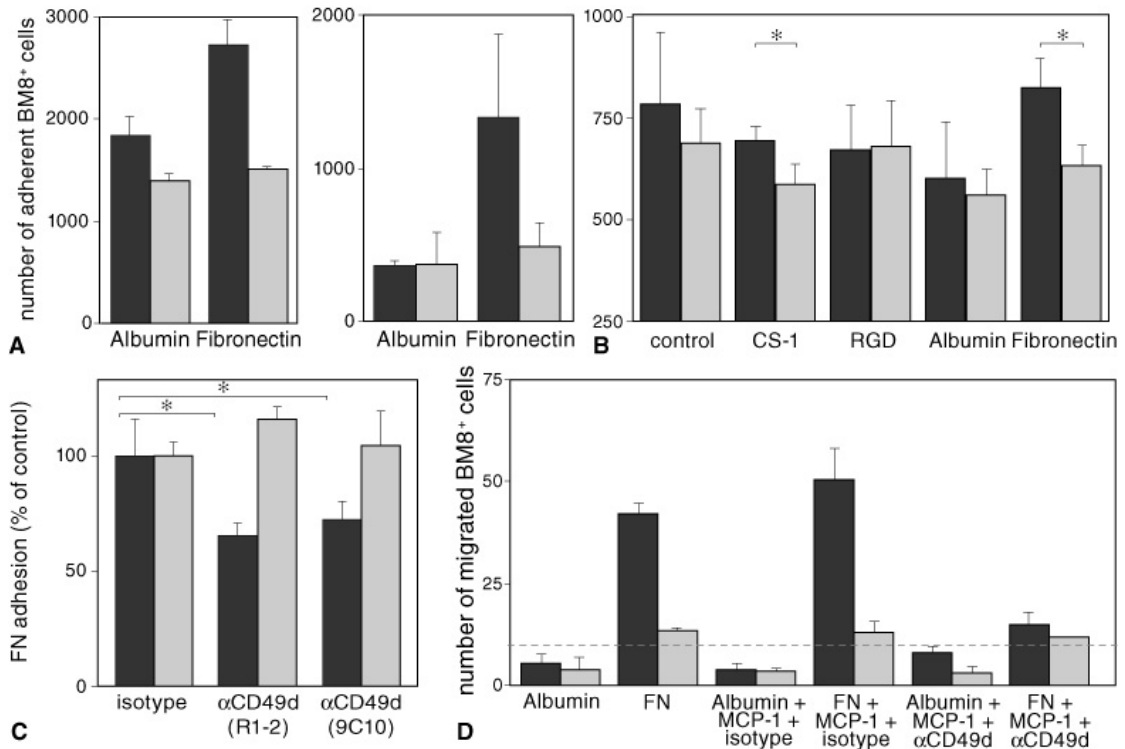 number of adherent BM8⁺ cells
3000
2000
1000
0
Albumin Fibronectin
A
2000
1000
0
Albumin Fibronectin
1000
750
500
250
* *
control CS-1 RGD Albumin Fibronectin
B
FN adhesion (% of control)
100
50
0
*
*
isotype αCD49d αCD49d
(R1-2) (9C10)
C
number of migrated BM8⁺ cells
75
50
25
0
Albumin FN Albumin + FN + Albumin + FN +
MCP-1 + MCP-1 + MCP-1 + MCP-1 +
isotype isotype αCD49d αCD49d
D